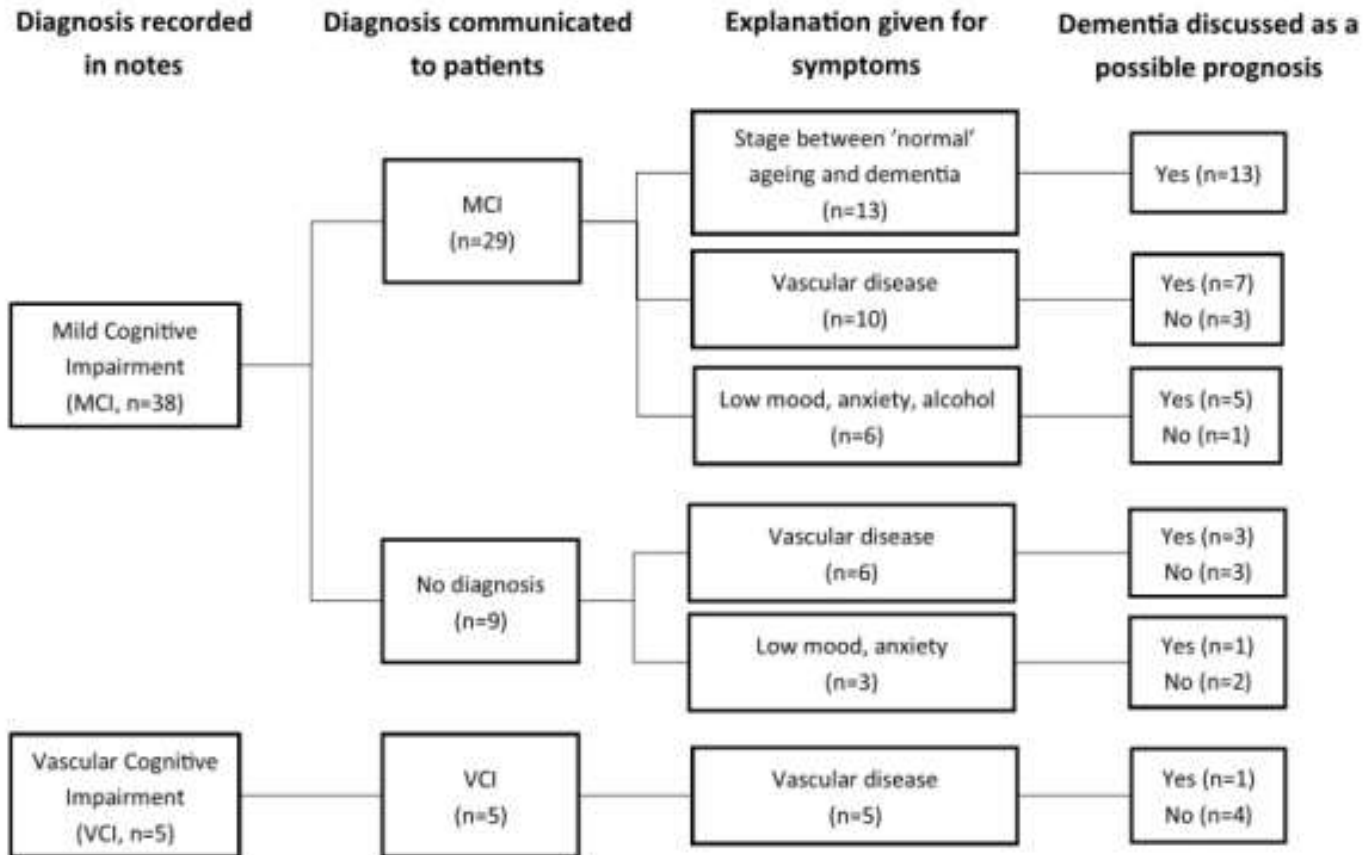 Diagnosis recorded
in notes
Diagnosis communicated
to patients
Explanation given for
symptoms
Dementia discussed as a
possible prognosis
Mild Cognitive
Impairment
(MCI, n=38)
MCI
(n=29)
Stage between 'normal'
ageing and dementia
(n=13)
Yes (n=13)
Vascular disease
(n=10)
Yes (n=7)
No (n=3)
Low mood, anxiety, alcohol
(n=6)
Yes (n=5)
No (n=1)
No diagnosis
(n=9)
Vascular disease
(n=6)
Yes (n=3)
No (n=3)
Low mood, anxiety
(n=3)
Yes (n=1)
No (n=2)
Vascular Cognitive
Impairment
(VCI, n=5)
VCI
(n=5)
Vascular disease
(n=5)
Yes (n=1)
No (n=4)